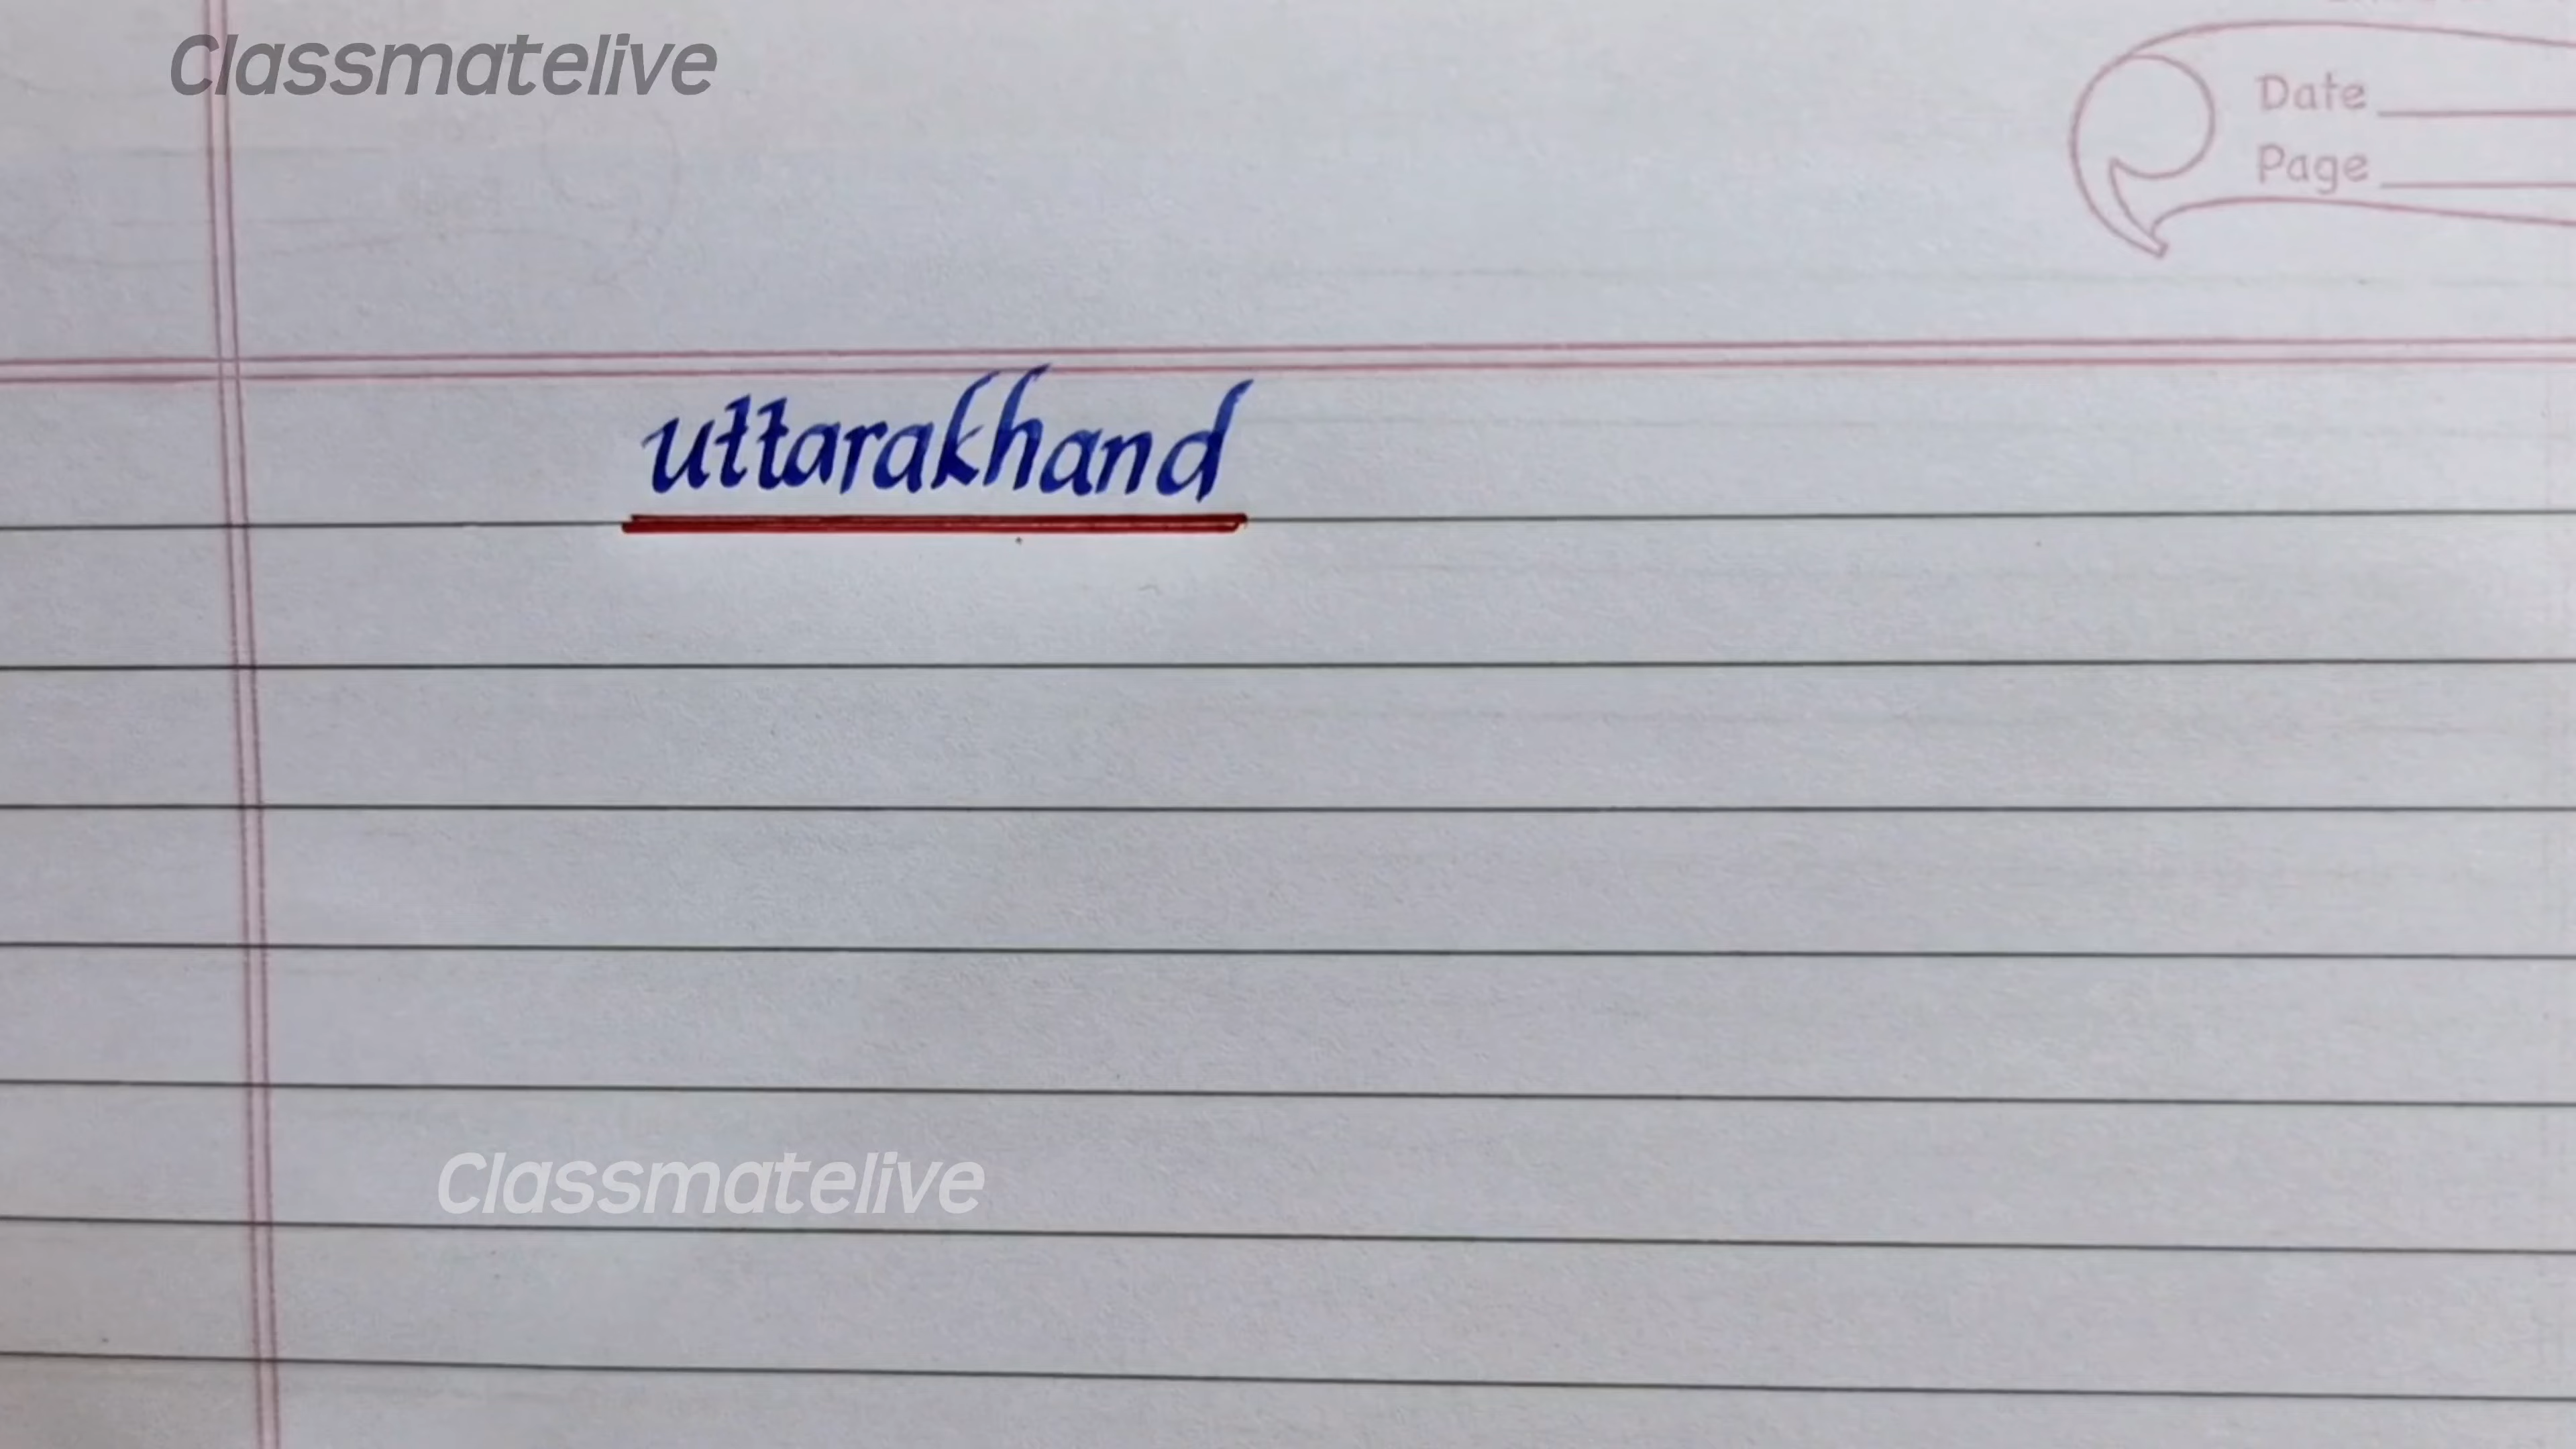 Classmatelive
Date
Page
uttarakhand
Classmatelive